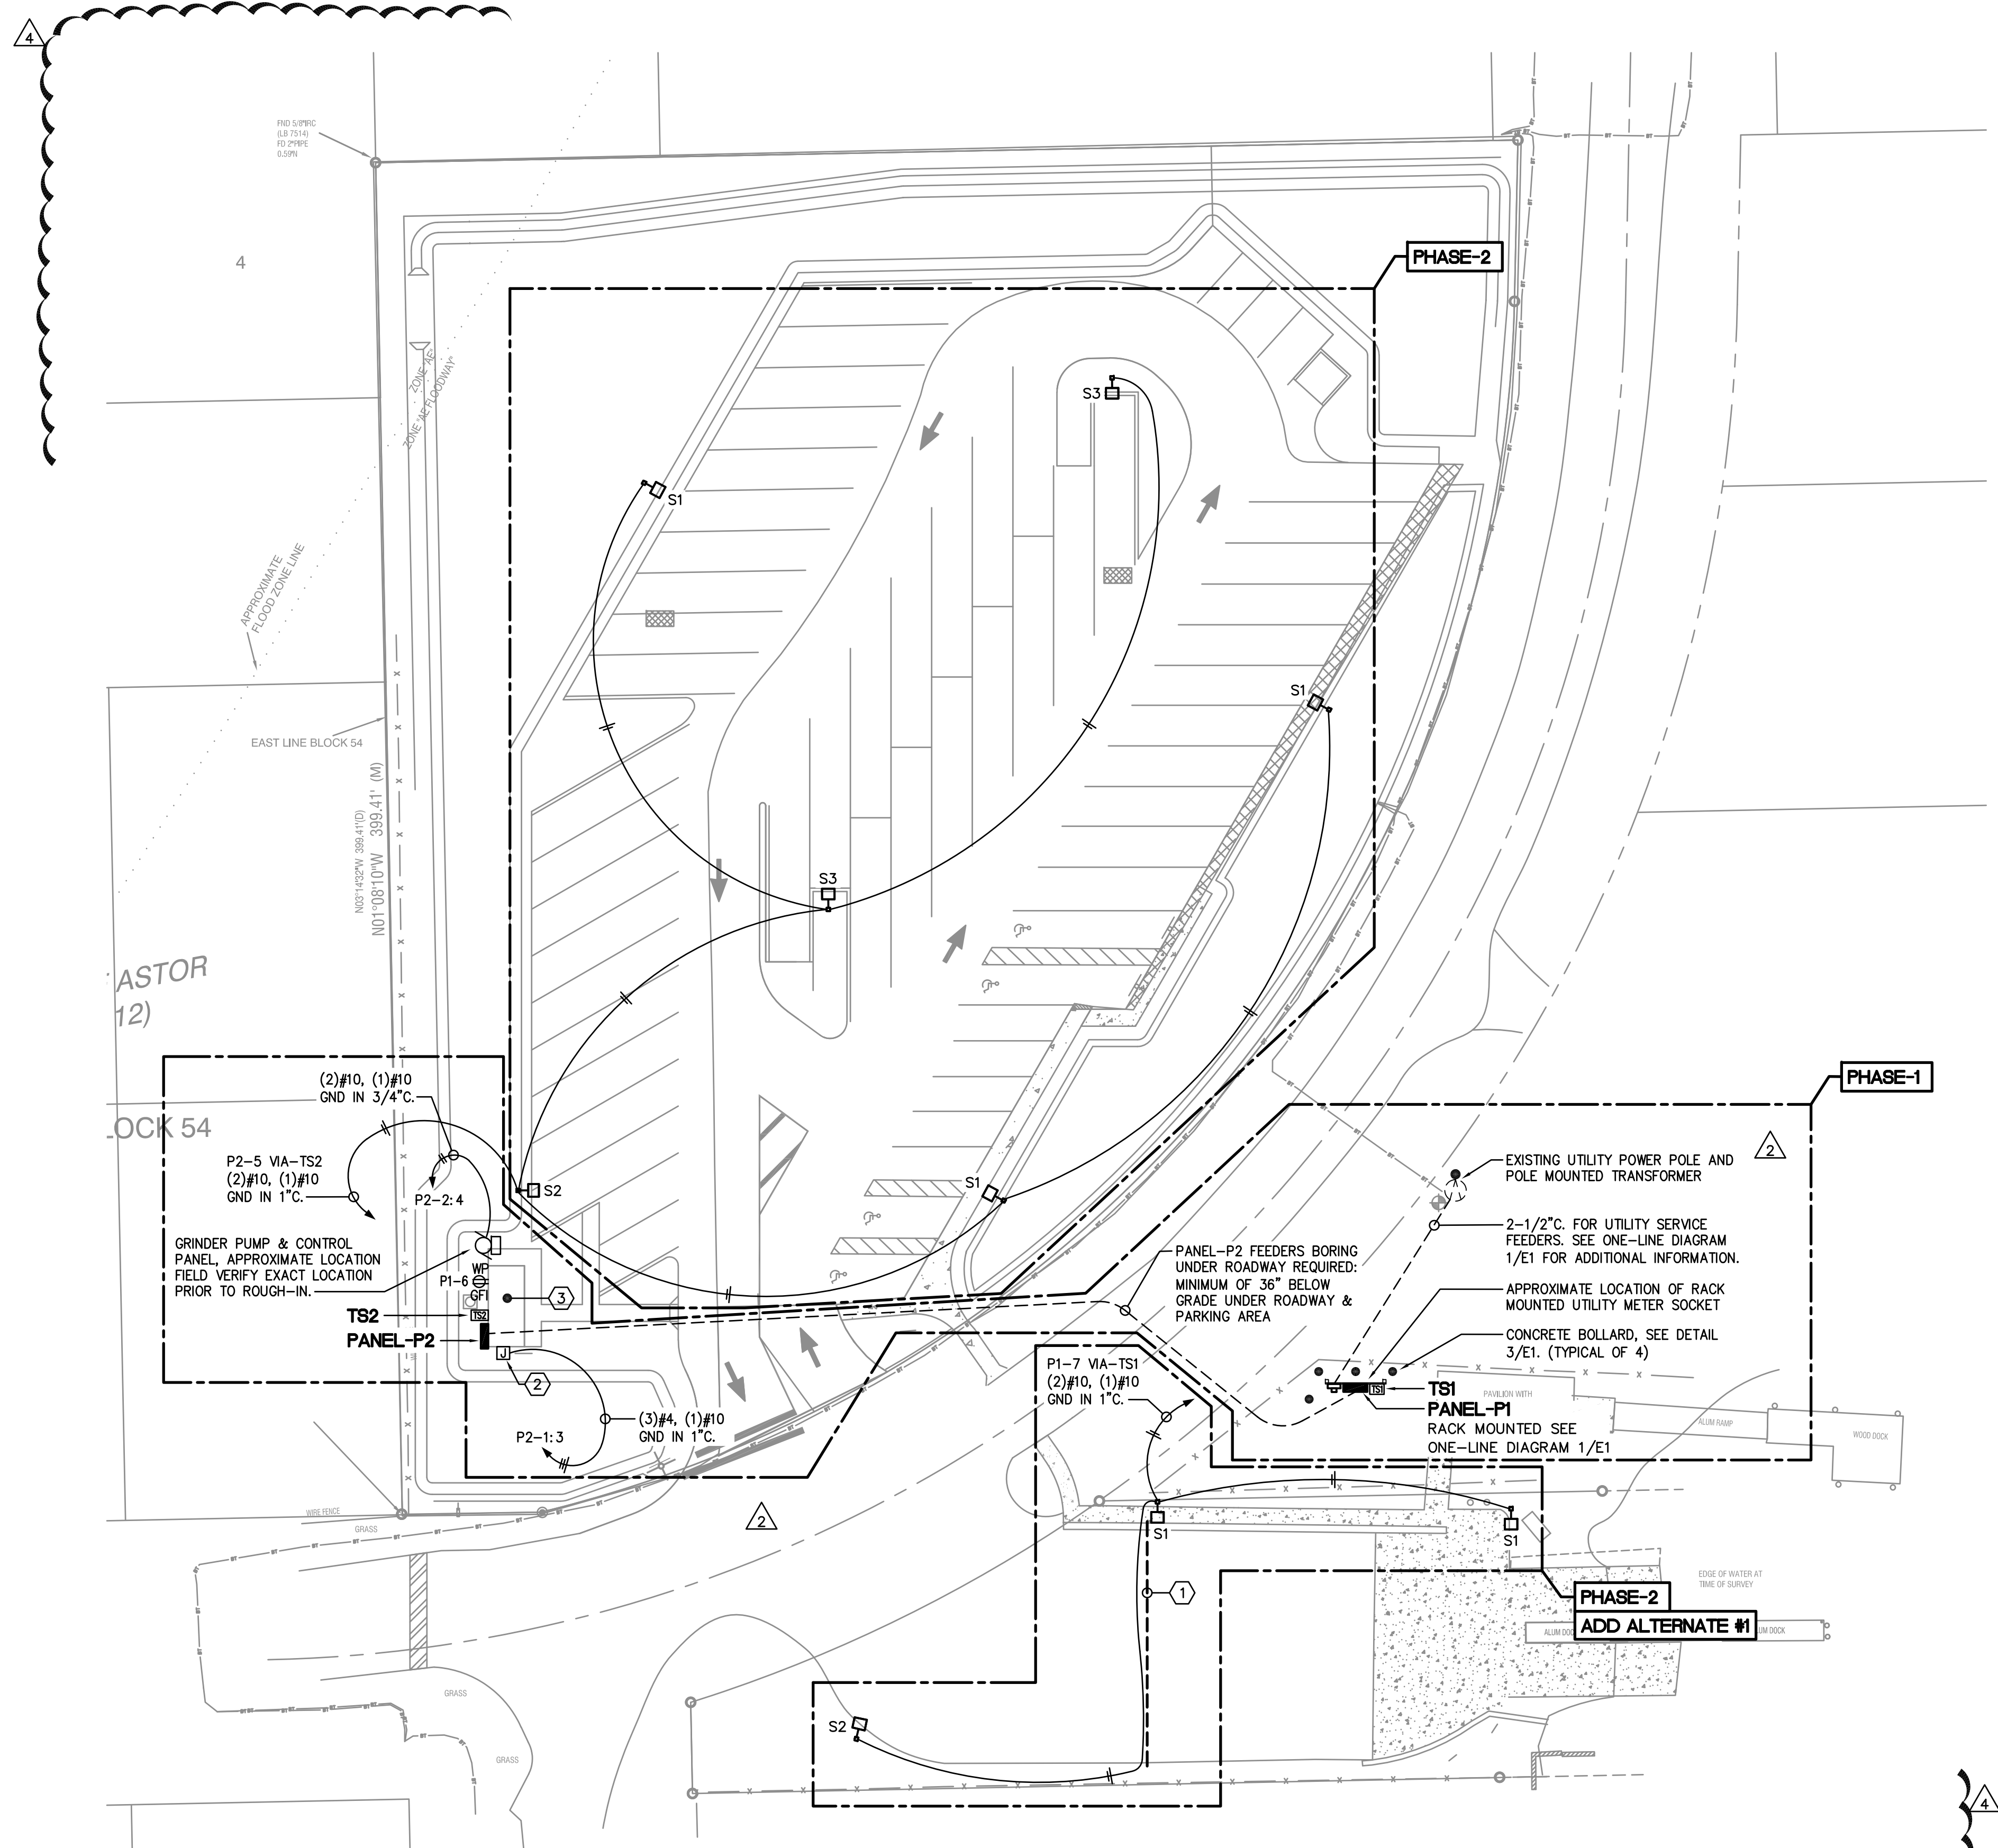 4
FND 5/8"IRC
(LB 7514)
FD 2"PIPE
0.59'N
4
PHASE-2
ZONE "AE"
ZONE "AE FLOODWAY"
S3
S1
APPROXIMATE
FLOOD ZONE LINE
S1
EAST LINE BLOCK 54
N03°14'32"W 399.41'(D)
N01°08'10"W 399.41' (M)
S3
ASTOR
12)
PHASE-1
(2)#10, (1)#10
GND IN 3/4"C.
OCK 54
2
P2-5 VIA-TS2
(2)#10, (1)#10
GND IN 1"C.
P2-2:4
S2
S1
EXISTING UTILITY POWER POLE AND
POLE MOUNTED TRANSFORMER
2-1/2"C. FOR UTILITY SERVICE
FEEDERS. SEE ONE-LINE DIAGRAM
1/E1 FOR ADDITIONAL INFORMATION.
GRINDER PUMP & CONTROL
PANEL, APPROXIMATE LOCATION
FIELD VERIFY EXACT LOCATION
PRIOR TO ROUGH-IN.
PANEL-P2 FEEDERS BORING
UNDER ROADWAY REQUIRED:
MINIMUM OF 36" BELOW
GRADE UNDER ROADWAY &
PARKING AREA
WP
P1-6
GFI
3
APPROXIMATE LOCATION OF RACK
MOUNTED UTILITY METER SOCKET
TS2
TS2
PANEL-P2
CONCRETE BOLLARD, SEE DETAIL
3/E1. (TYPICAL OF 4)
J
2
P1-7 VIA-TS1
(2)#10, (1)#10
GND IN 1"C.
TS1
TS1
PANEL-P1
RACK MOUNTED SEE
ONE-LINE DIAGRAM 1/E1
PAVILION WITH
ALUM RAMP
WOOD DOCK
(3)#4, (1)#10
GND IN 1"C.
P2-1:3
WIRE FENCE
GRASS
2
S1
S1
1
EDGE OF WATER AT
TIME OF SURVEY
PHASE-2
ADD ALTERNATE #1
ALUM DOC
LUM DOCK
GRASS
S2
GRASS
4